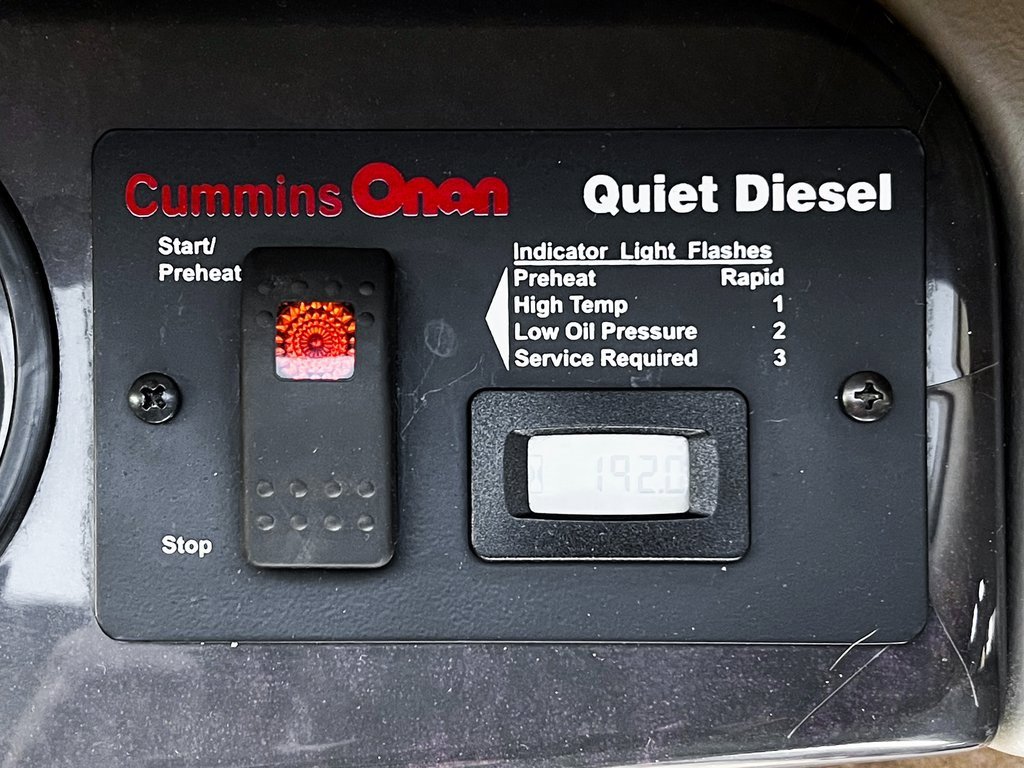 Cummins Onan
Quiet Diesel
Start/
Preheat
Indicator Light Flashes
Preheat Rapid
High Temp 1
Low Oil Pressure 2
Service Required 3
192.0
Stop